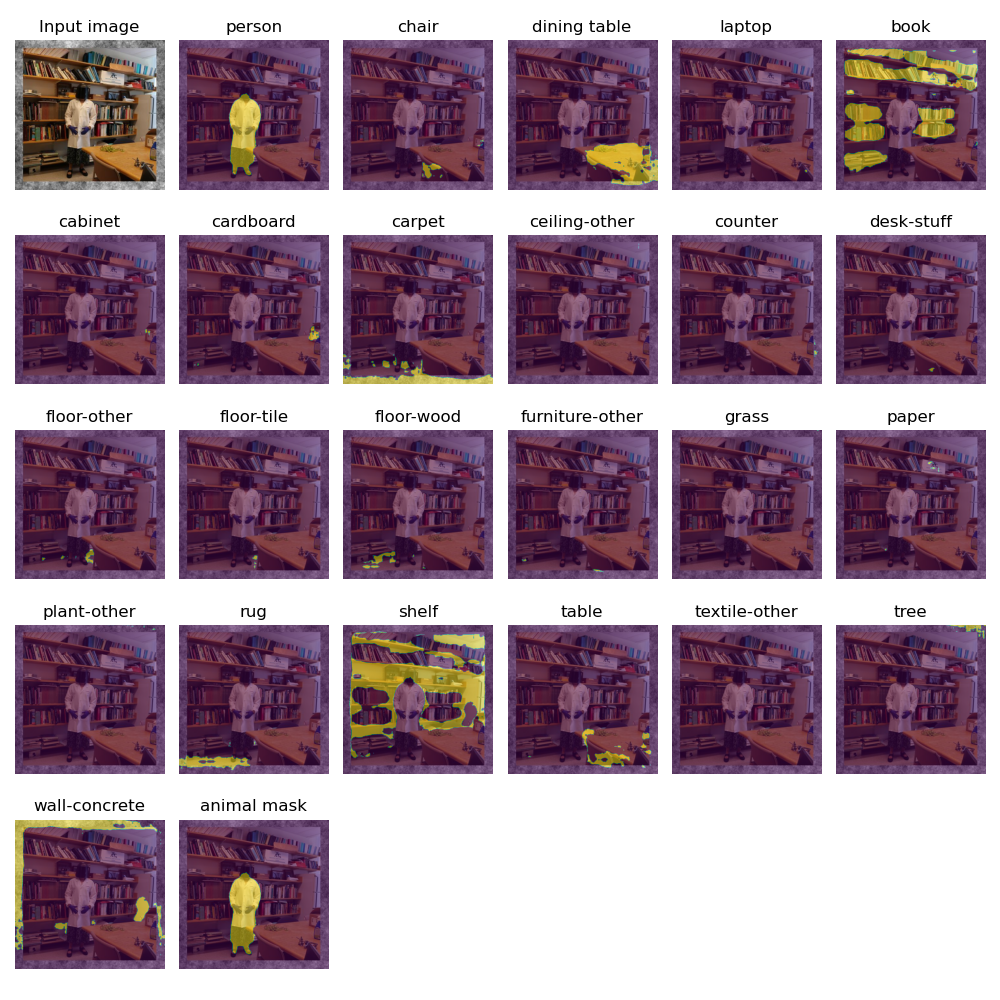 Input image
person
chair
dining table
laptop
book
cabinet
cardboard
carpet
ceiling-other
counter
desk-stuff
floor-other
floor-tile
floor-wood
furniture-other
grass
paper
plant-other
rug
shelf
table
textile-other
tree
wall-concrete
animal mask